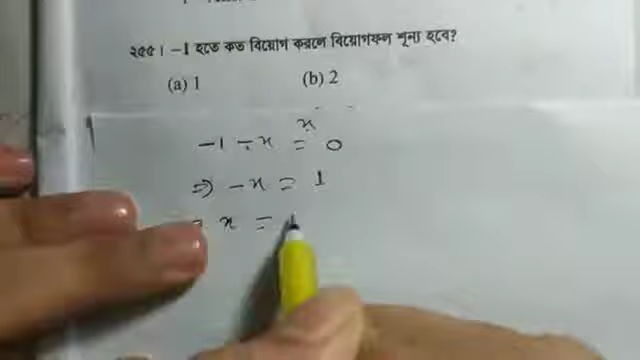 ২৫৫। -1 হতে কত বিয়োগ করলে বিয়োগফল শূন্য হবে?
(a) 1 (b) 2
x
-1 - x = 0
⇒ -x = 1
x =